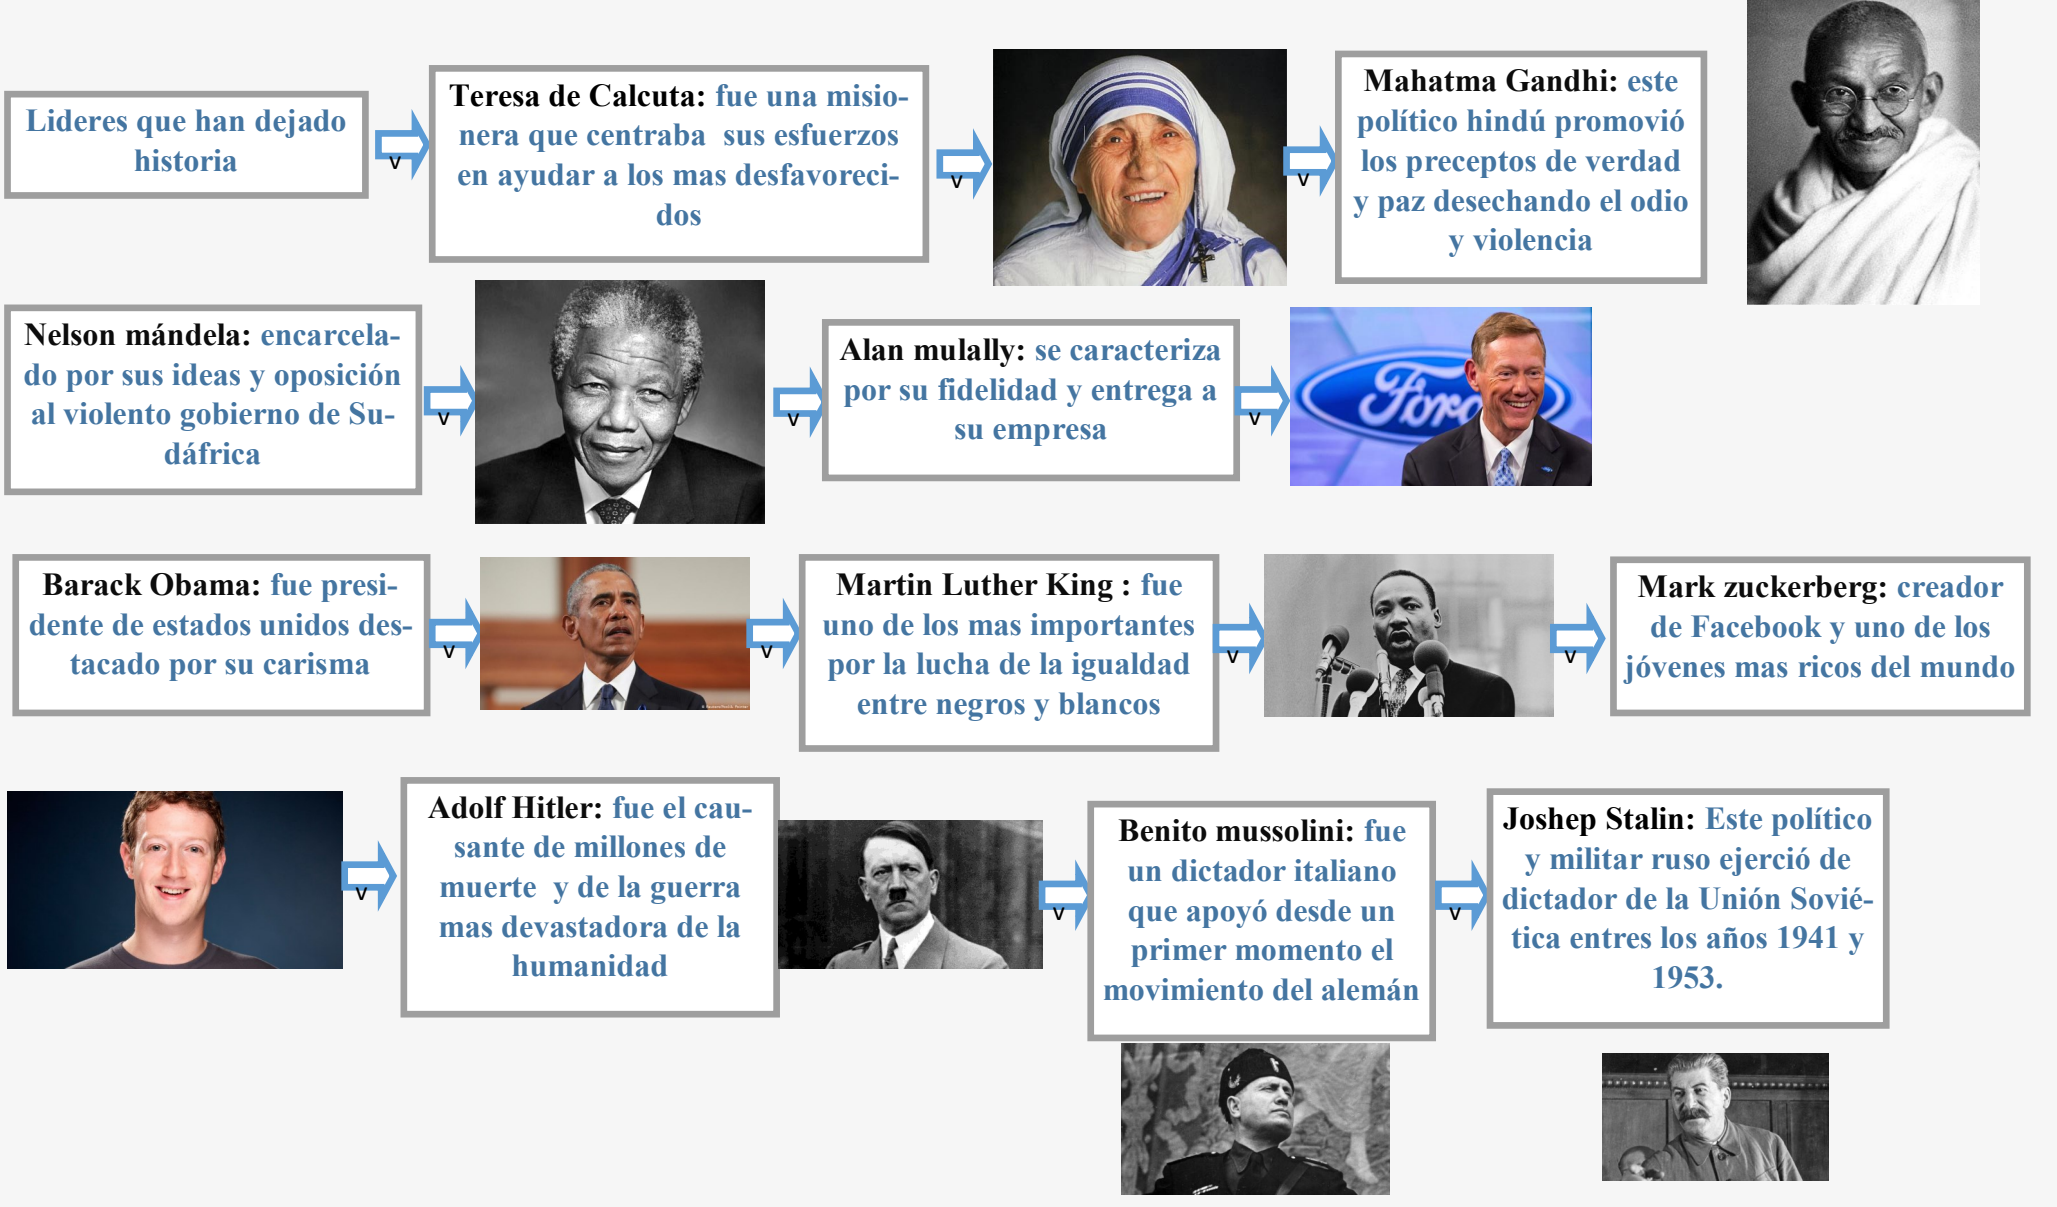 Lideres que han dejado
historia
v
Teresa de Calcuta: fue una misio-
nera que centraba sus esfuerzos
en ayudar a los mas desfavoreci-
dos
v
v
Mahatma Gandhi: este
político hindú promovió
los preceptos de verdad
y paz desechando el odio
y violencia
Nelson mándela: encarcela-
do por sus ideas y oposición
al violento gobierno de Su-
dáfrica
v
v
Alan mulally: se caracteriza
por su fidelidad y entrega a
su empresa
v
Ford
Barack Obama: fue presi-
dente de estados unidos des-
tacado por su carisma
v
v
Martin Luther King : fue
uno de los mas importantes
por la lucha de la igualdad
entre negros y blancos
v
v
Mark zuckerberg: creador
de Facebook y uno de los
jóvenes mas ricos del mundo
v
Adolf Hitler: fue el cau-
sante de millones de
muerte y de la guerra
mas devastadora de la
humanidad
v
Benito mussolini: fue
un dictador italiano
que apoyó desde un
primer momento el
movimiento del alemán
v
Joshep Stalin: Este político
y militar ruso ejerció de
dictador de la Unión Sovié-
tica entres los años 1941 y
1953.